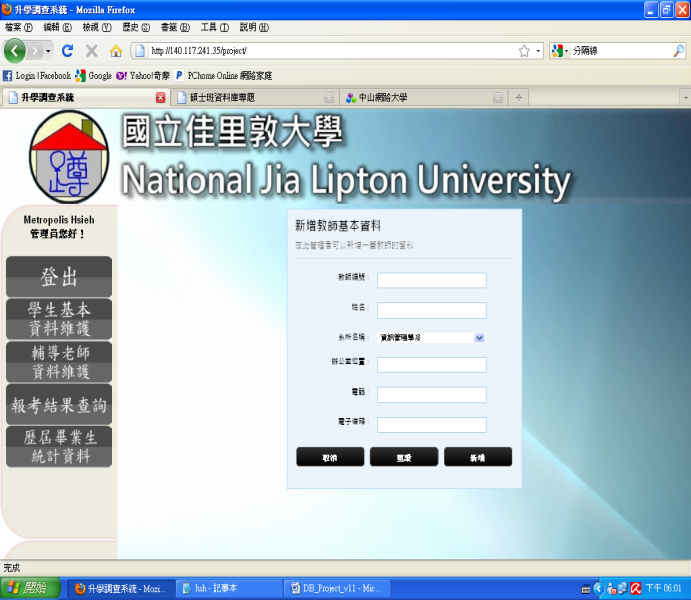 升學調查系統 - Mozilla Firefox
檔案(F) 編輯(E) 檢視(V) 歷史(S) 書籤(B) 工具(T) 說明(H)
http://140.117.241.35/project/
分隔線
Login | Facebook Google Yahoo!奇摩 PChome Online 網路家庭
升學調查系統 碩士班資料庫專題 中山網路大學
國立佳里敦大學
National Jia Lipton University
Metropolis Hsieh
管理員您好！
登出
學生基本
資料維護
輔導老師
資料維護
報考結果查詢
歷屆畢業生
統計資料
新增教師基本資料
在此管理者可以新增一筆教師的資料
教師編號：
姓名：
系所名稱： 資訊管理學系
辦公室位置：
電話：
電子信箱：
取消 重設 新增
完成
開始 升學調查系統 - Mozi... hsh - 記事本 DB_Project_v11 - Mic... 下午 06:01